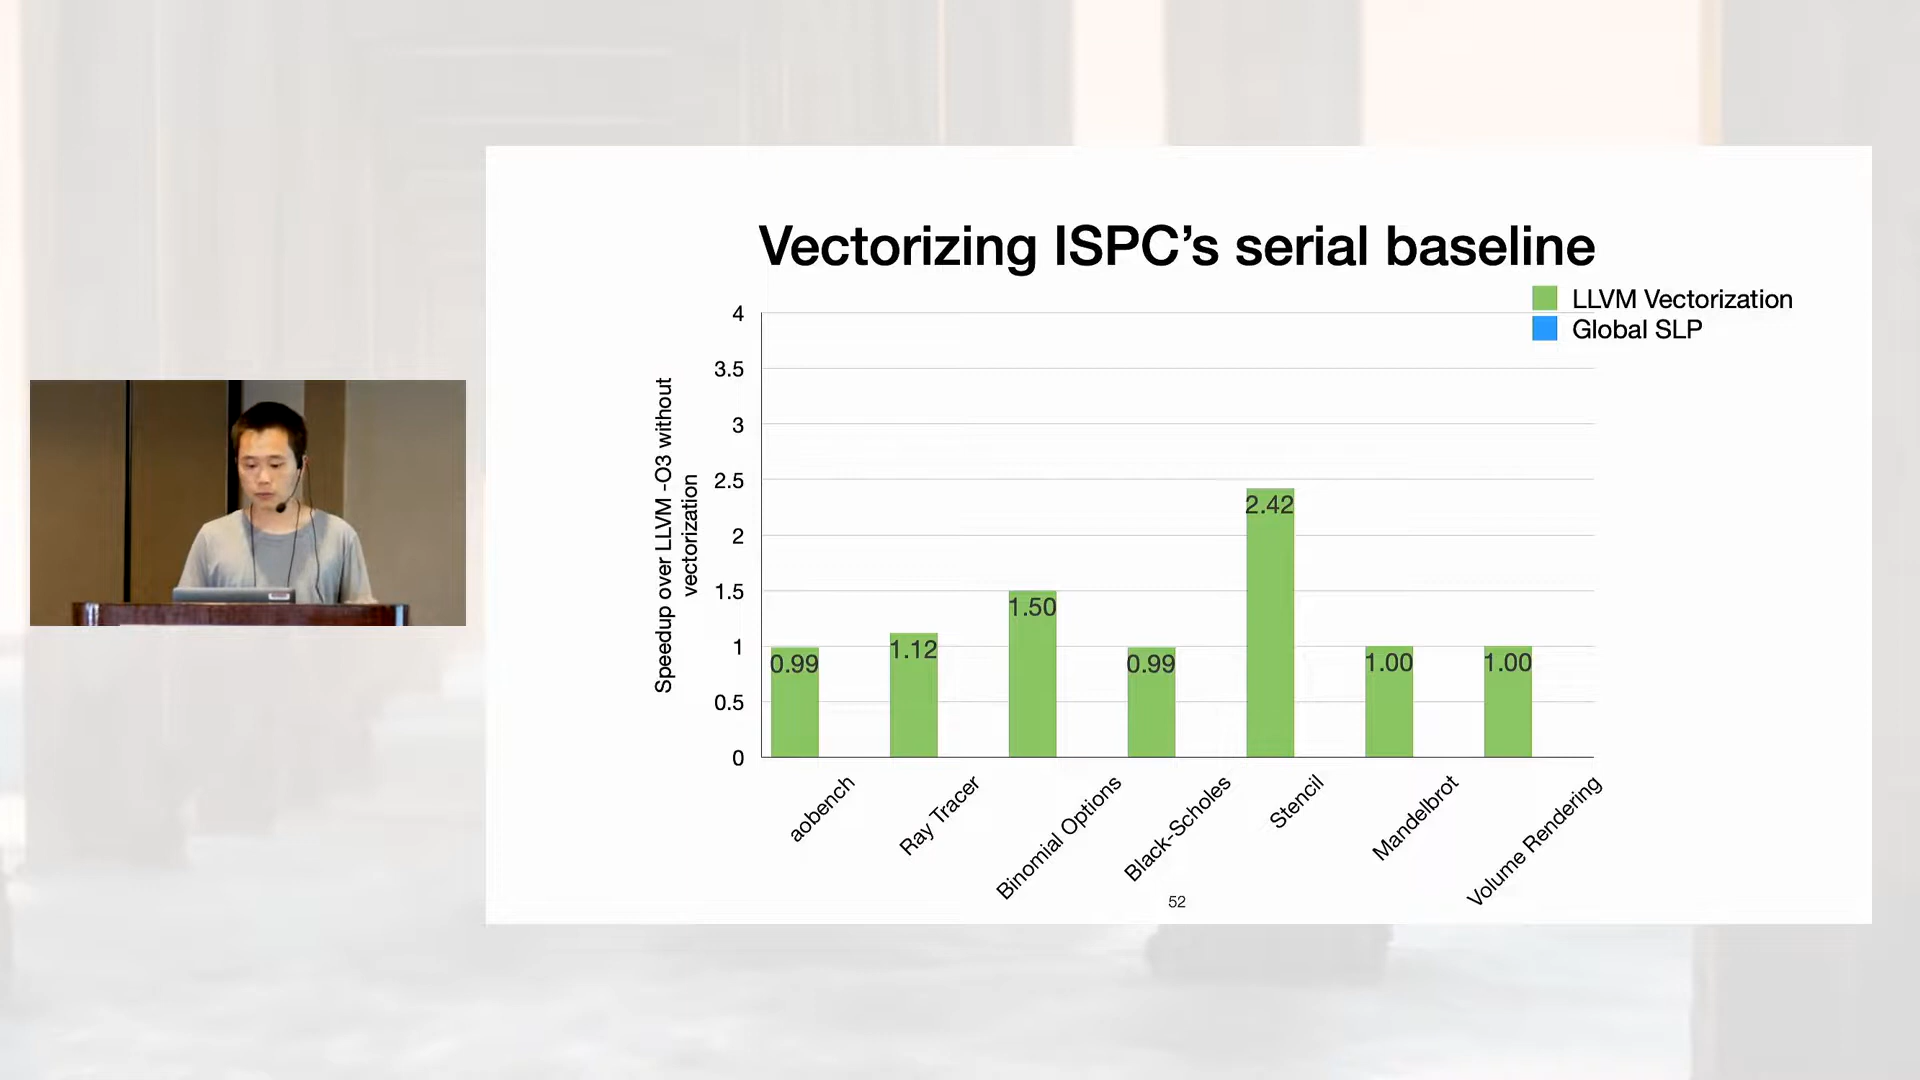 Vectorizing ISPC's serial baseline
LLVM Vectorization
Global SLP
Speedup over LLVM -O3 without
vectorization
4
3.5
3
2.5
2
1.5
1
0.5
0
0.99
1.12
1.50
0.99
2.42
1.00
1.00
aobench
Ray Tracer
Binomial Options
Black-Scholes
Stencil
Mandelbrot
Volume Rendering
52